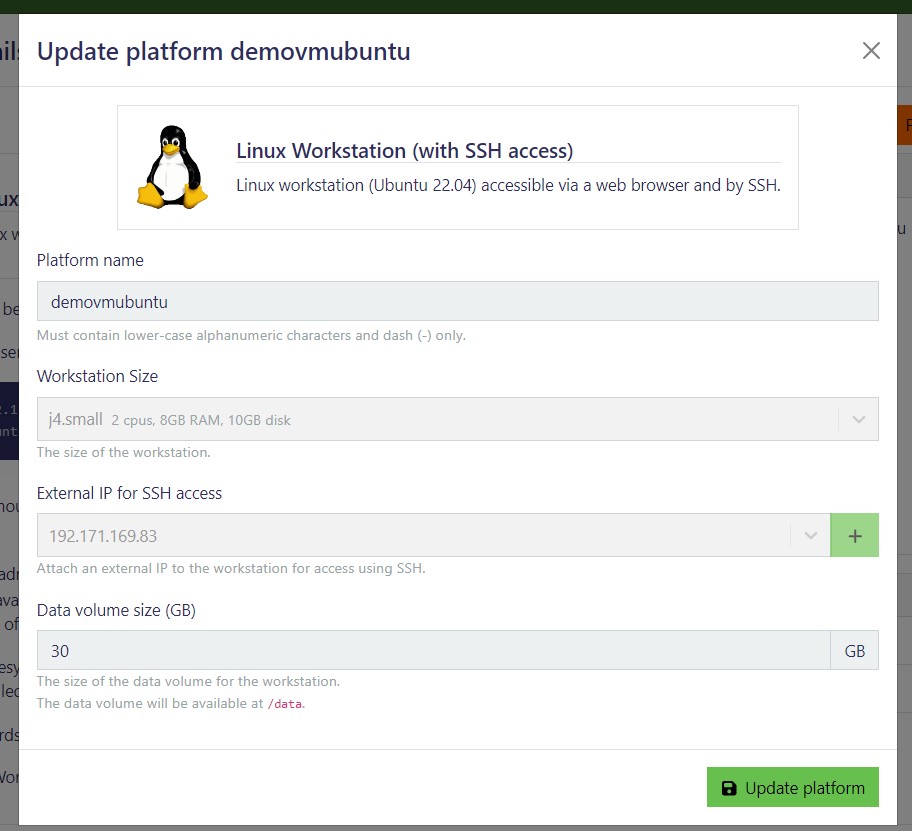 Update platform demovmubuntu
Linux Workstation (with SSH access)
Linux workstation (Ubuntu 22.04) accessible via a web browser and by SSH.
Platform name
demovmubuntu
Must contain lower-case alphanumeric characters and dash (-) only.
Workstation Size
j4.small 2 cpus, 8GB RAM, 10GB disk
The size of the workstation.
External IP for SSH access
192.171.169.83
+
Attach an external IP to the workstation for access using SSH.
Data volume size (GB)
30 GB
The size of the data volume for the workstation.
The data volume will be available at /data.
Update platform